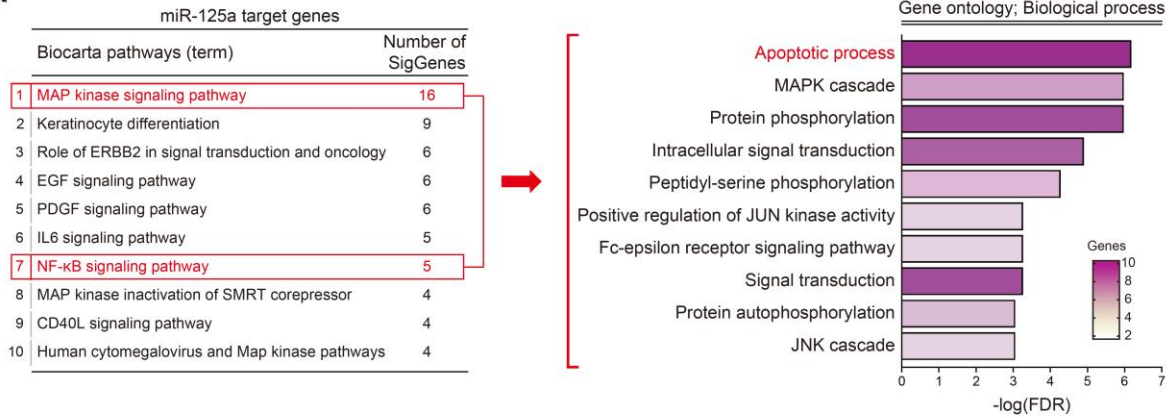 miR-125a target genes
Biocarta pathways (term) Number of SigGenes
1 MAP kinase signaling pathway 16
2 Keratinocyte differentiation 9
3 Role of ERBB2 in signal transduction and oncology 6
4 EGF signaling pathway 6
5 PDGF signaling pathway 6
6 IL6 signaling pathway 5
7 NF-κB signaling pathway 5
8 MAP kinase inactivation of SMRT corepressor 4
9 CD40L signaling pathway 4
10 Human cytomegalovirus and Map kinase pathways 4
Gene ontology; Biological process
Apoptotic process
MAPK cascade
Protein phosphorylation
Intracellular signal transduction
Peptidyl-serine phosphorylation
Positive regulation of JUN kinase activity
Fc-epsilon receptor signaling pathway
Signal transduction
Protein autophosphorylation
JNK cascade
Genes
10
8
6
4
2
0 1 2 3 4 5 6 7
-log(FDR)